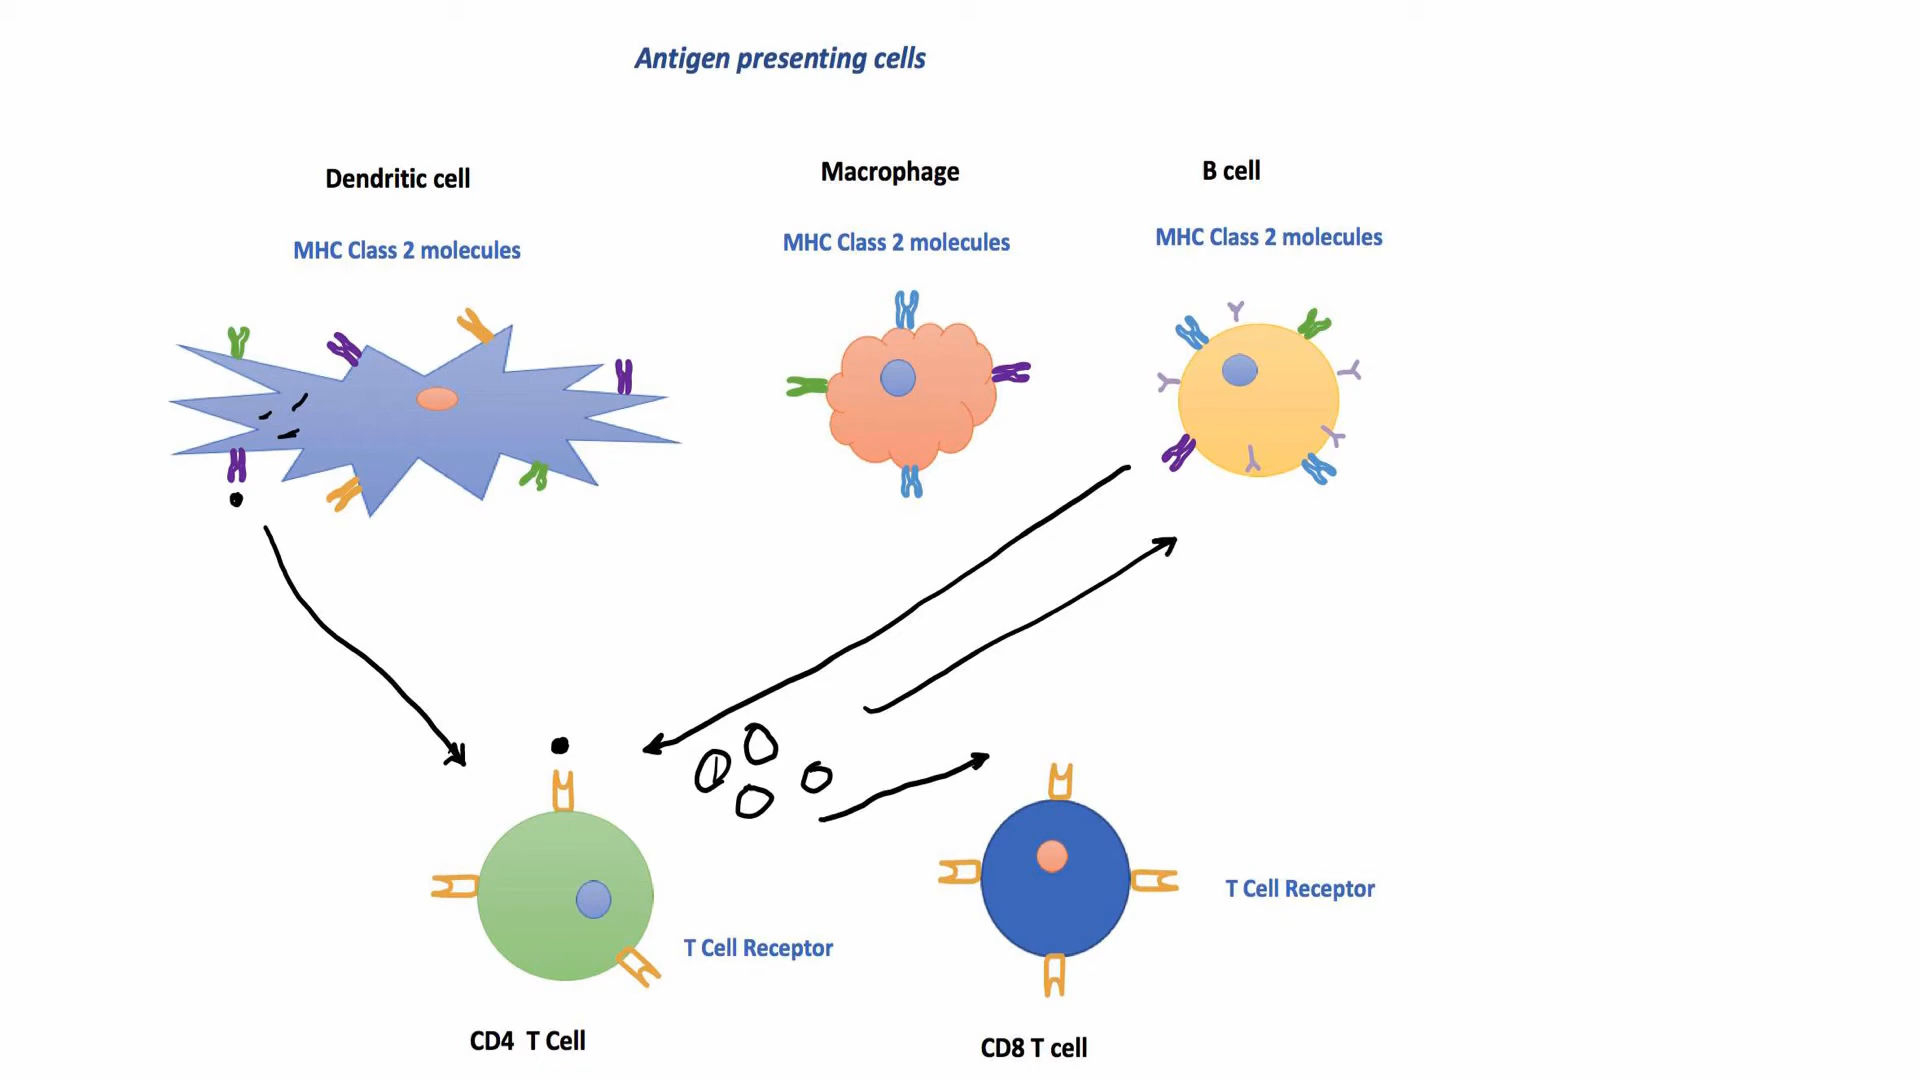 Antigen presenting cells
Dendritic cell
Macrophage
B cell
MHC Class 2 molecules
MHC Class 2 molecules
MHC Class 2 molecules
T Cell Receptor
T Cell Receptor
CD4 T Cell
CD8 T cell